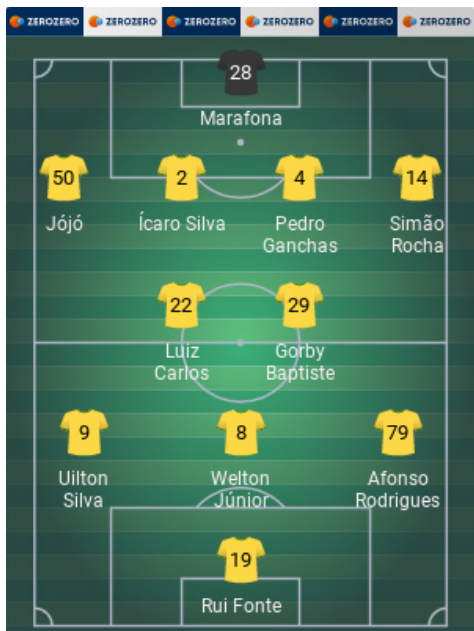 ZEROZERO ZEROZERO ZEROZERO ZEROZERO ZEROZERO ZEROZERO
28
Marafona
50 2 4 14
Jójó Ícaro Silva Pedro Simão
Ganchas Rocha
22 29
Luiz Gorby
Carlos Baptiste
9 8 79
Uilton Welton Afonso
Silva Júnior Rodrigues
19
Rui Fonte